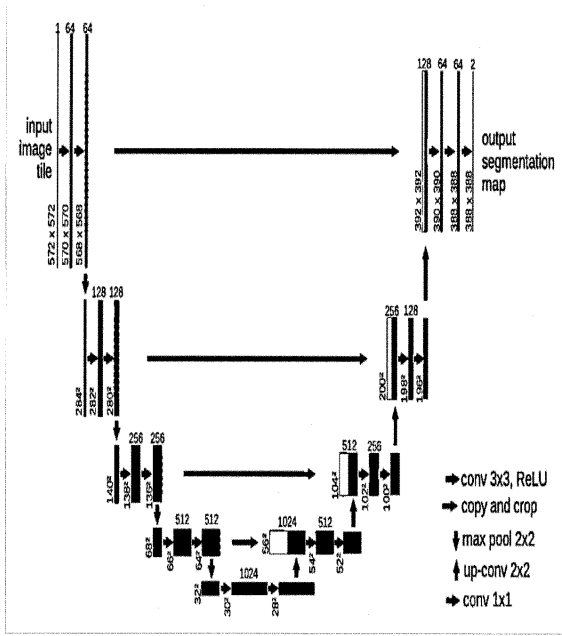 1 64 64
128 64 64 2
input
image
tile
output
segmentation
map
572 x 572
570 x 570
568 x 568
392 x 392
390 x 390
388 x 388
388 x 388
128 128
256 128
284²
282²
280²
200²
198²
196²
256 256
512 256
140²
138²
136²
104²
102²
100²
conv 3x3, ReLU
copy and crop
max pool 2x2
up-conv 2x2
conv 1x1
512 512
1024 512
68²
66²
64²
56²
54²
52²
1024
32²
30²
28²